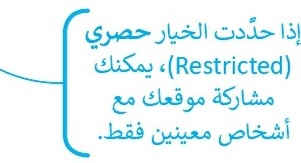 إذا حدَّدت الخيار حصري
(Restricted)، يمكنك
مشاركة موقعك مع
أشخاص معينين فقط.